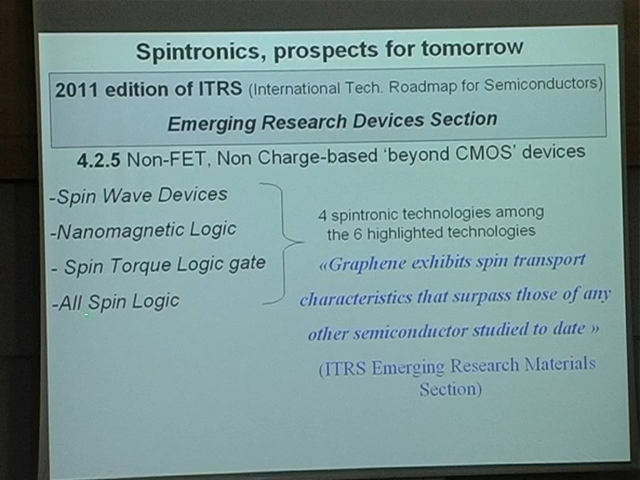 Spintronics, prospects for tomorrow
2011 edition of ITRS (International Tech. Roadmap for Semiconductors)
Emerging Research Devices Section
4.2.5 Non-FET, Non Charge-based ‘beyond CMOS’ devices
-Spin Wave Devices
-Nanomagnetic Logic
- Spin Torque Logic gate
-All Spin Logic
4 spintronic technologies among
the 6 highlighted technologies
«Graphene exhibits spin transport
characteristics that surpass those of any
other semiconductor studied to date »
(ITRS Emerging Research Materials
Section)